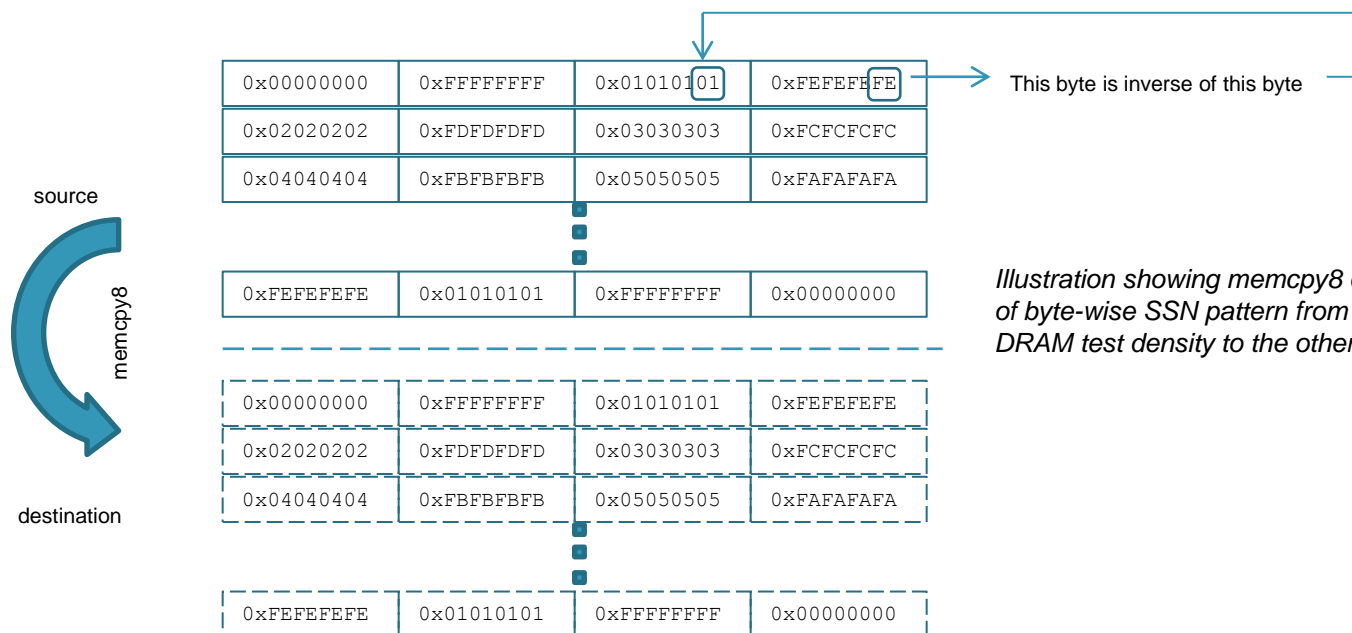 0x00000000 0xFFFFFFFF 0x01010101 0xFEFEFEFE This byte is inverse of this byte
0x02020202 0xFDFDFDFD 0x03030303 0xFCFCFCFC
0x04040404 0xFBFBFBFB 0x05050505 0xFAFAFAFA
source
memcpy8
0xFEFEFEFE 0x01010101 0xFFFFFFFF 0x00000000
Illustration showing memcpy8
of byte-wise SSN pattern from
DRAM test density to the other
0x00000000 0xFFFFFFFF 0x01010101 0xFEFEFEFE
0x02020202 0xFDFDFDFD 0x03030303 0xFCFCFCFC
0x04040404 0xFBFBFBFB 0x05050505 0xFAFAFAFA
destination
0xFEFEFEFE 0x01010101 0xFFFFFFFF 0x00000000